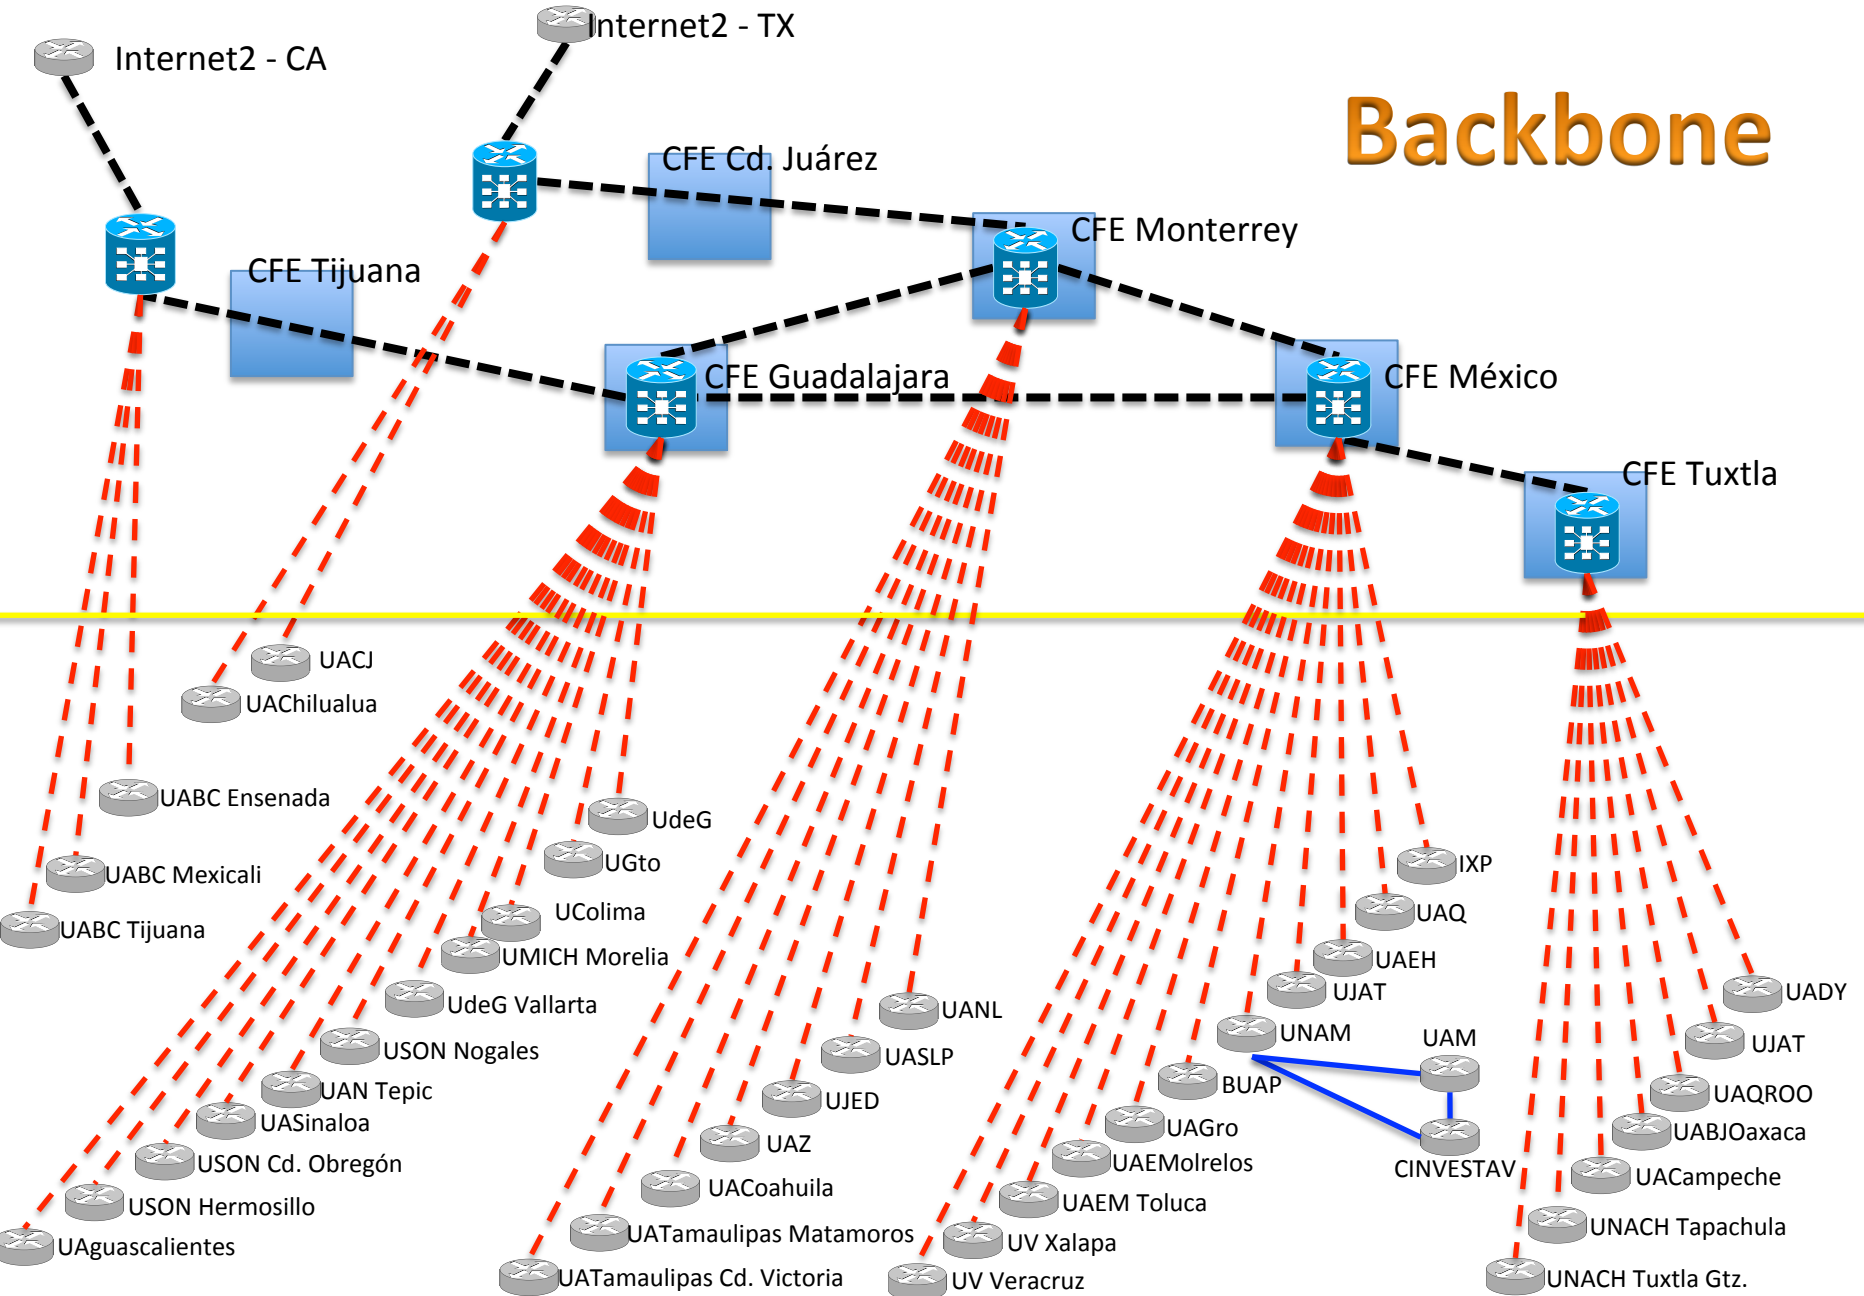 Internet2 - TX
Internet2 - CA
Backbone
CFE Cd. Juárez
CFE Monterrey
CFE Tijuana
CFE Guadalajara
CFE México
CFE Tuxtla
UACJ
UAChilualua
UABC Ensenada
UABC Mexicali
UABC Tijuana
UdeG
UGto
UColima
UMICH Morelia
UdeG Vallarta
USON Nogales
UAN Tepic
UASinaloa
USON Cd. Obregón
USON Hermosillo
UAguascalientes
UANL
UASLP
UJED
UAZ
UACoahuila
UATamaulipas Matamoros
UATamaulipas Cd. Victoria
IXP
UAQ
UAEH
UJAT
UNAM
UAM
BUAP
CINVESTAV
UAGro
UAEMolrelos
UAEM Toluca
UV Xalapa
UV Veracruz
UADY
UJAT
UAQROO
UABJOaxaca
UACampeche
UNACH Tapachula
UNACH Tuxtla Gtz.